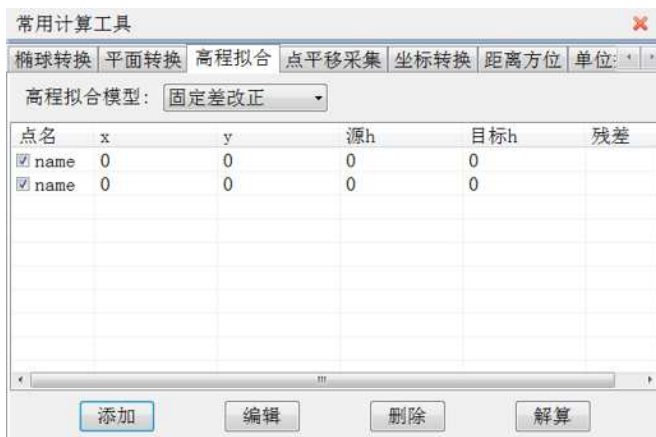 常用计算工具
椭球转换 平面转换 高程拟合 点平移采集 坐标转换 距离方位 单位
高程拟合模型: 固定差改正
点名 x y 源h 目标h 残差
name 0 0 0 0
name 0 0 0 0
添加 编辑 删除 解算